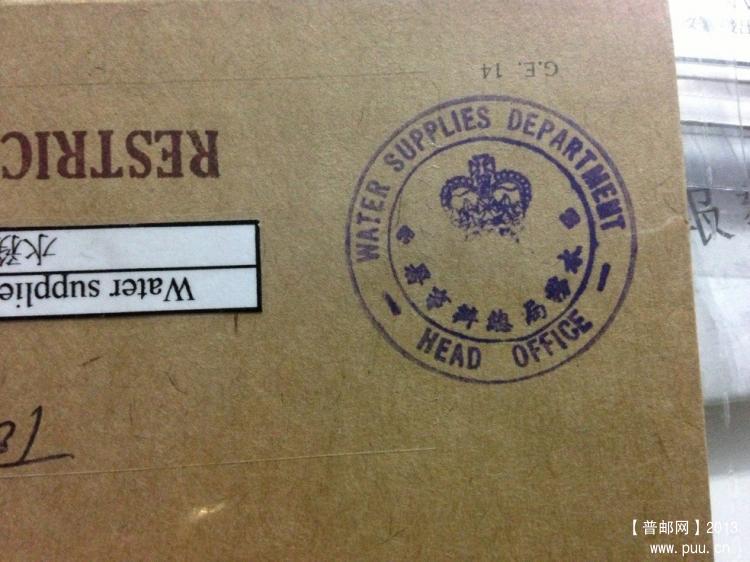 G.E. 14
RESTRIC
WATER SUPPLIES DEPARTMENT
水務局總辦事處
HEAD OFFICE
Water supplie
水務
【普邮网】2013
www.puu.cn